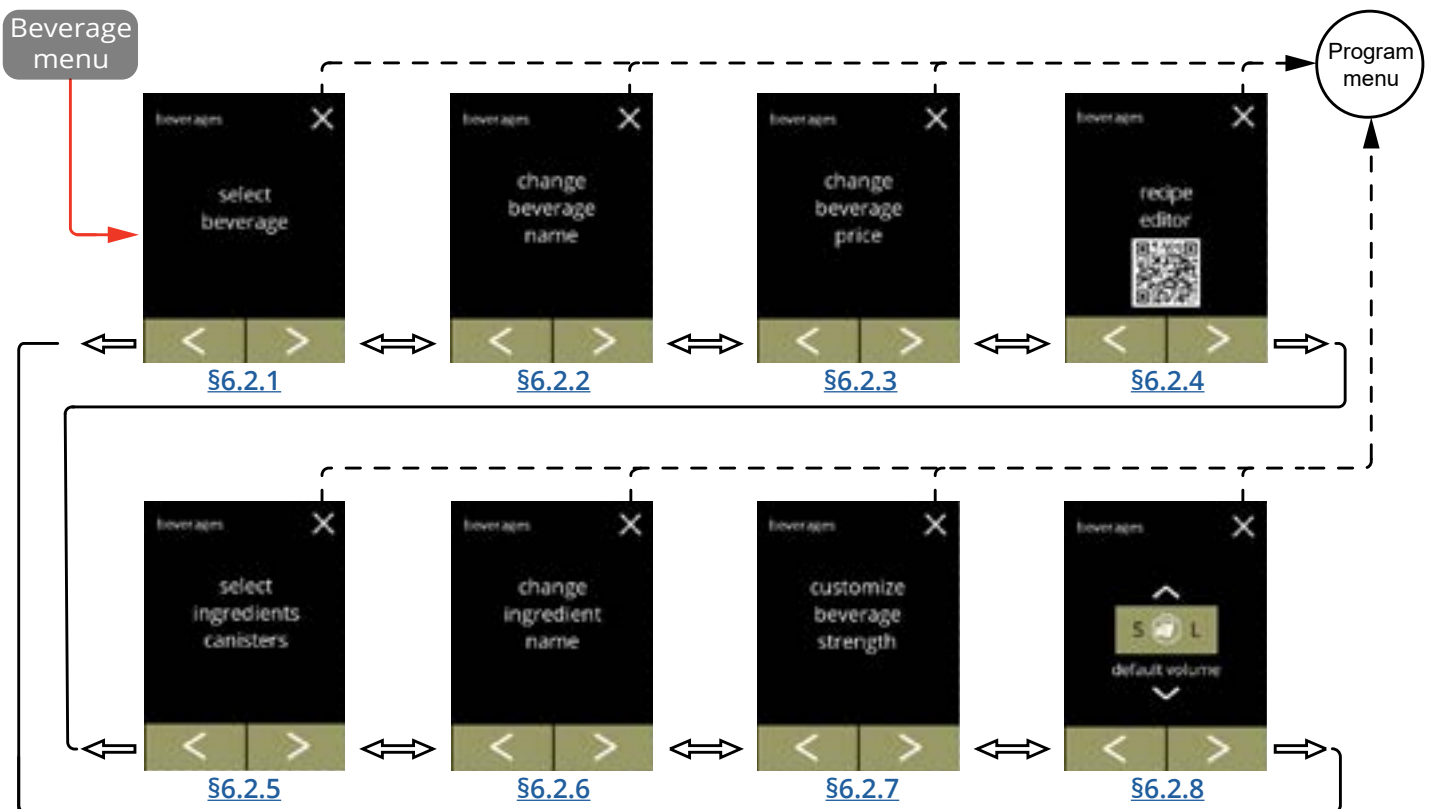 Beverage
menu
Program
menu
beverages
select
beverage
§6.2.1
beverages
change
beverage
name
§6.2.2
beverages
change
beverage
price
§6.2.3
beverages
recipe
editor
§6.2.4
beverages
select
ingredients
canisters
§6.2.5
beverages
change
ingredient
name
§6.2.6
beverages
customize
beverage
strength
§6.2.7
beverages
S L
default volume
§6.2.8